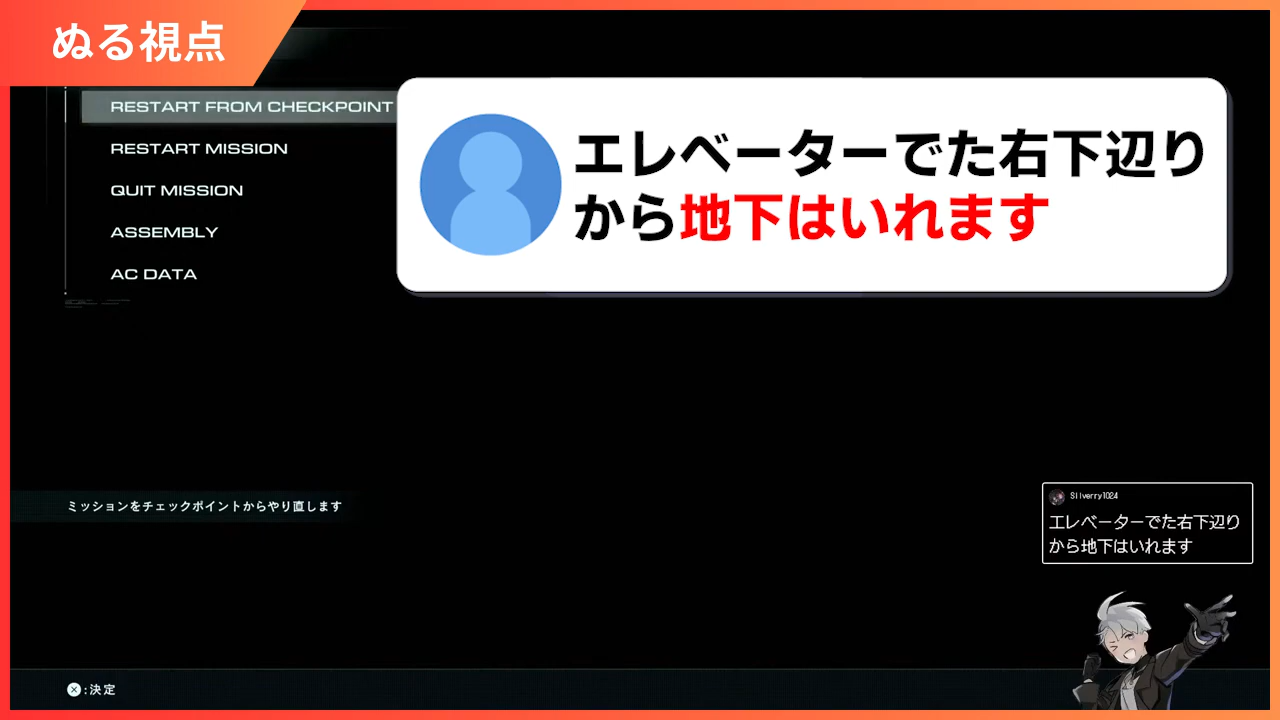 ぬる視点
RESTART FROM CHECKPOINT
RESTART MISSION
QUIT MISSION
ASSEMBLY
AC DATA
エレベーターでた右下辺り
から地下はいれます
ミッションをチェックポイントからやり直します
Silverry1024
エレベーターでた右下辺り
から地下はいれます
:決定